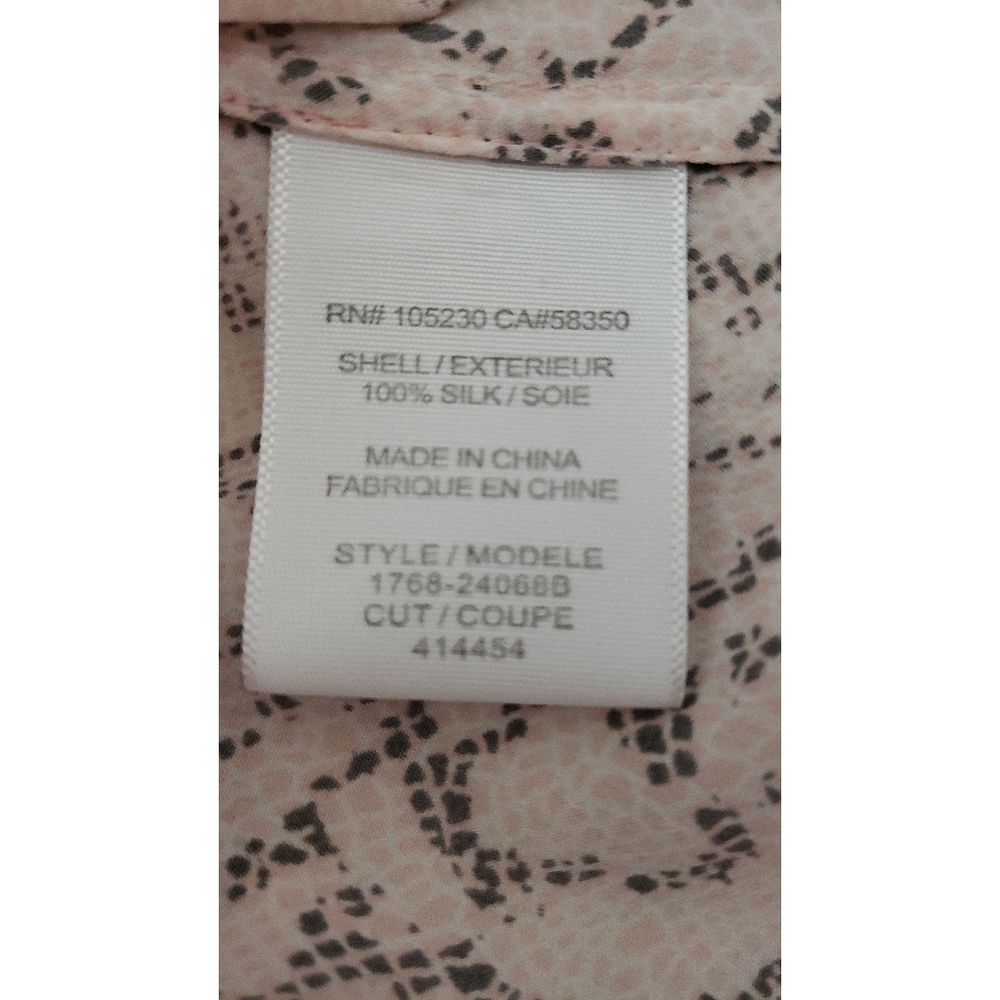 RN# 105230 CA#58350
SHELL / EXTERIEUR
100% SILK / SOIE
MADE IN CHINA
FABRIQUE EN CHINE
STYLE / MODELE
1768-24068B
CUT / COUPE
414454